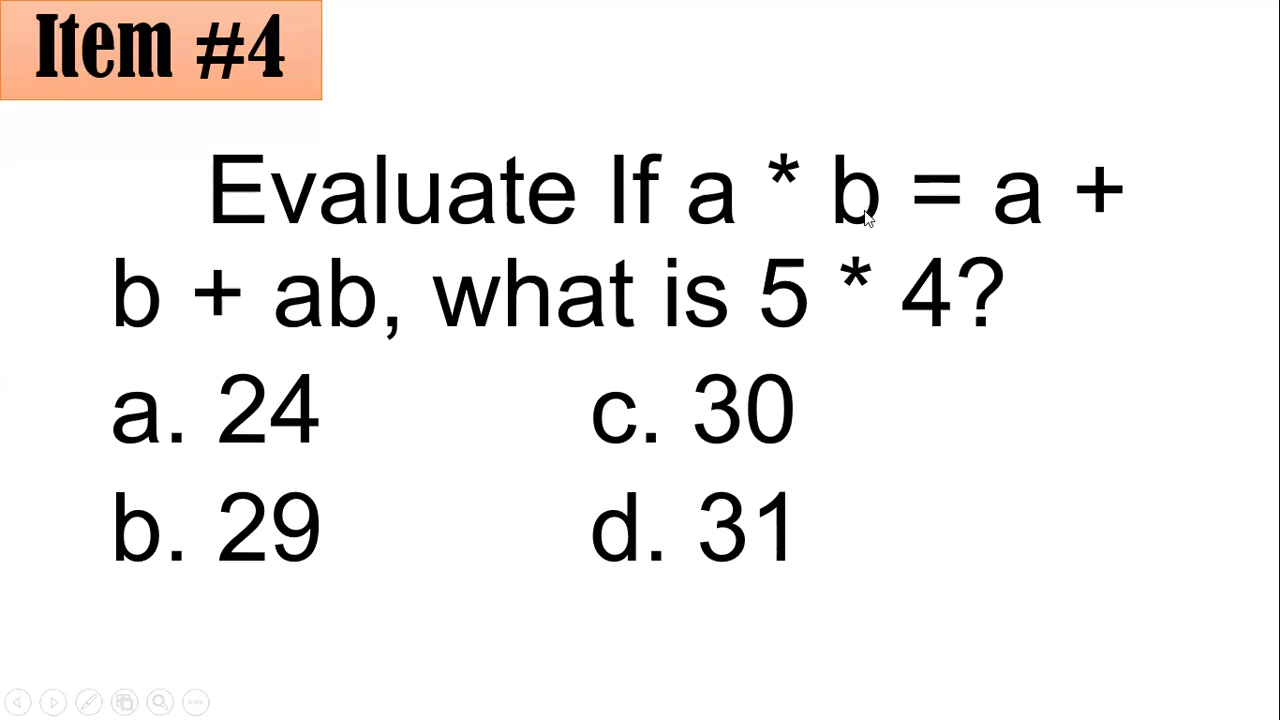 Item #4
Evaluate If a * b = a +
b + ab, what is 5 * 4?
a. 24 c. 30
b. 29 d. 31